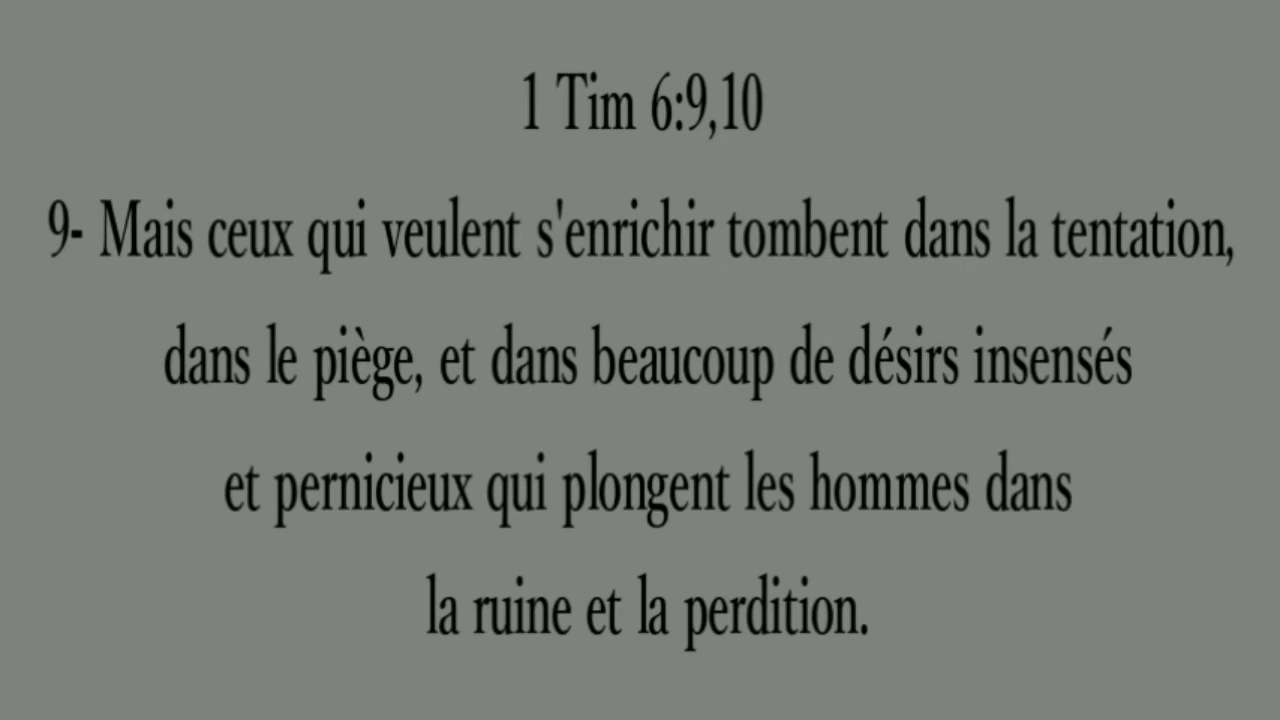 1 Tim 6:9,10
9- Mais ceux qui veulent s'enrichir tombent dans la tentation,
dans le piège, et dans beaucoup de désirs insensés
et pernicieux qui plongent les hommes dans
la ruine et la perdition.